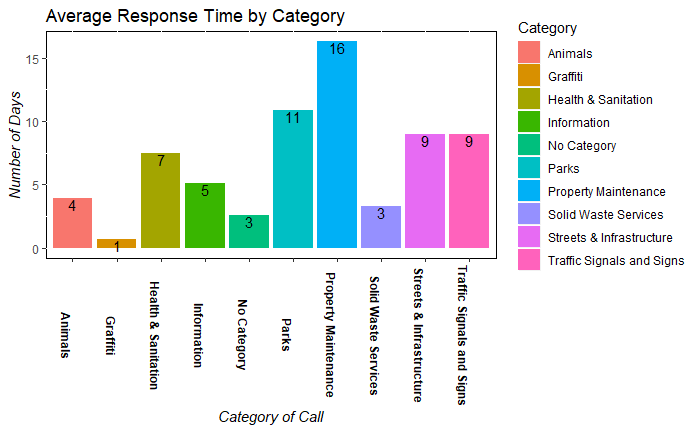 Average Response Time by Category
Number of Days
15
10
5
0
4
1
7
5
3
11
16
3
9
9
Animals
Graffiti
Health & Sanitation
Information
No Category
Parks
Property Maintenance
Solid Waste Services
Streets & Infrastructure
Traffic Signals and Signs
Category of Call
Category
Animals
Graffiti
Health & Sanitation
Information
No Category
Parks
Property Maintenance
Solid Waste Services
Streets & Infrastructure
Traffic Signals and Signs